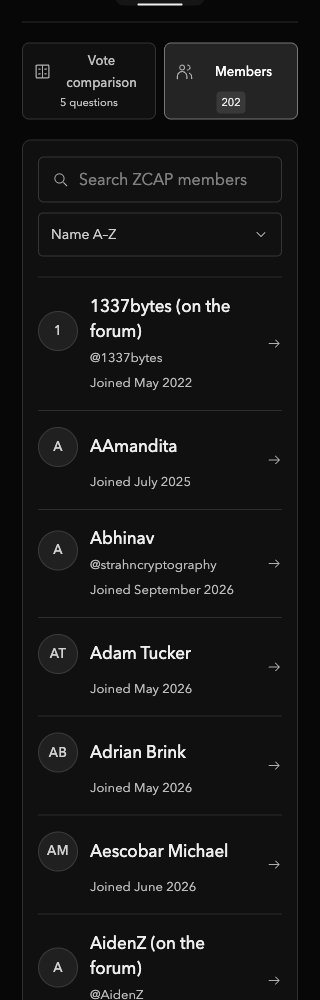 Vote
comparison
5 questions
Members
202
Search ZCAP members
Name A–Z
1
1337bytes (on the
forum)
@1337bytes
Joined May 2022
A
AAmandita
Joined July 2025
A
Abhinav
@strahncryptography
Joined September 2026
AT
Adam Tucker
Joined May 2026
AB
Adrian Brink
Joined May 2026
AM
Aescobar Michael
Joined June 2026
A
AidenZ (on the
forum)
@AidenZ